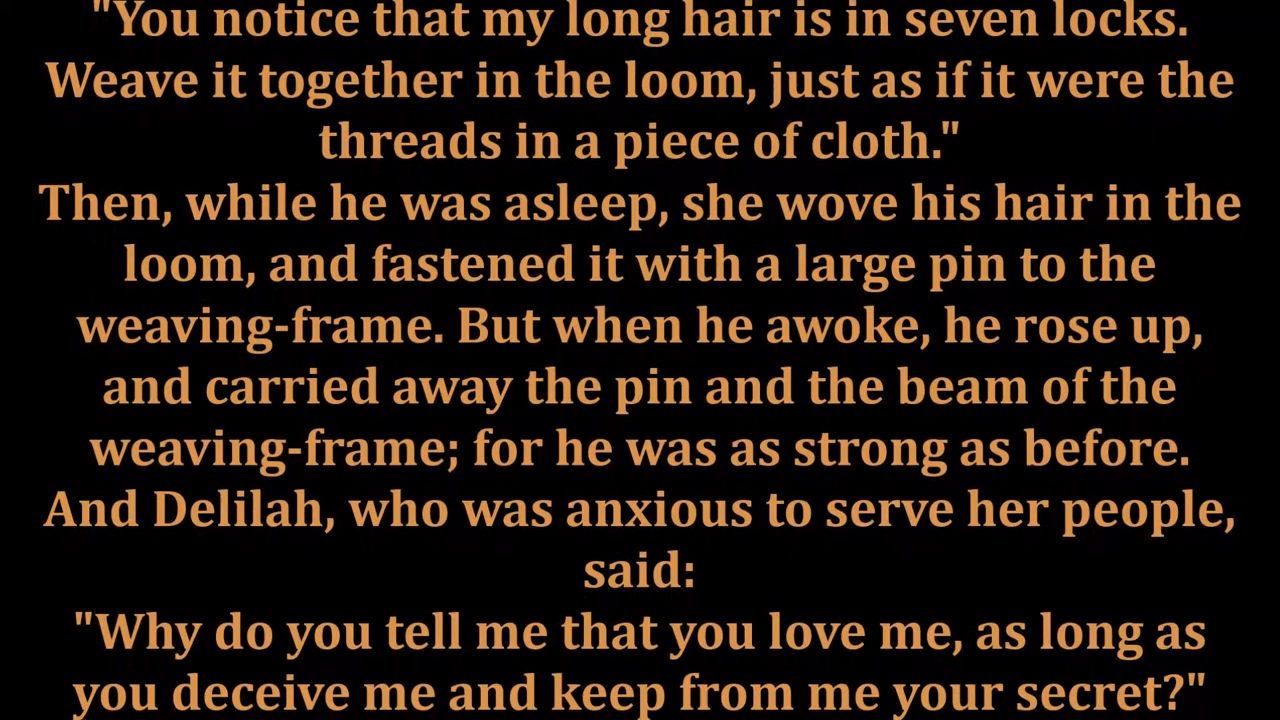 "You notice that my long hair is in seven locks.
Weave it together in the loom, just as if it were the
threads in a piece of cloth."
Then, while he was asleep, she wove his hair in the
loom, and fastened it with a large pin to the
weaving-frame. But when he awoke, he rose up,
and carried away the pin and the beam of the
weaving-frame; for he was as strong as before.
And Delilah, who was anxious to serve her people,
said:
"Why do you tell me that you love me, as long as
you deceive me and keep from me your secret?"